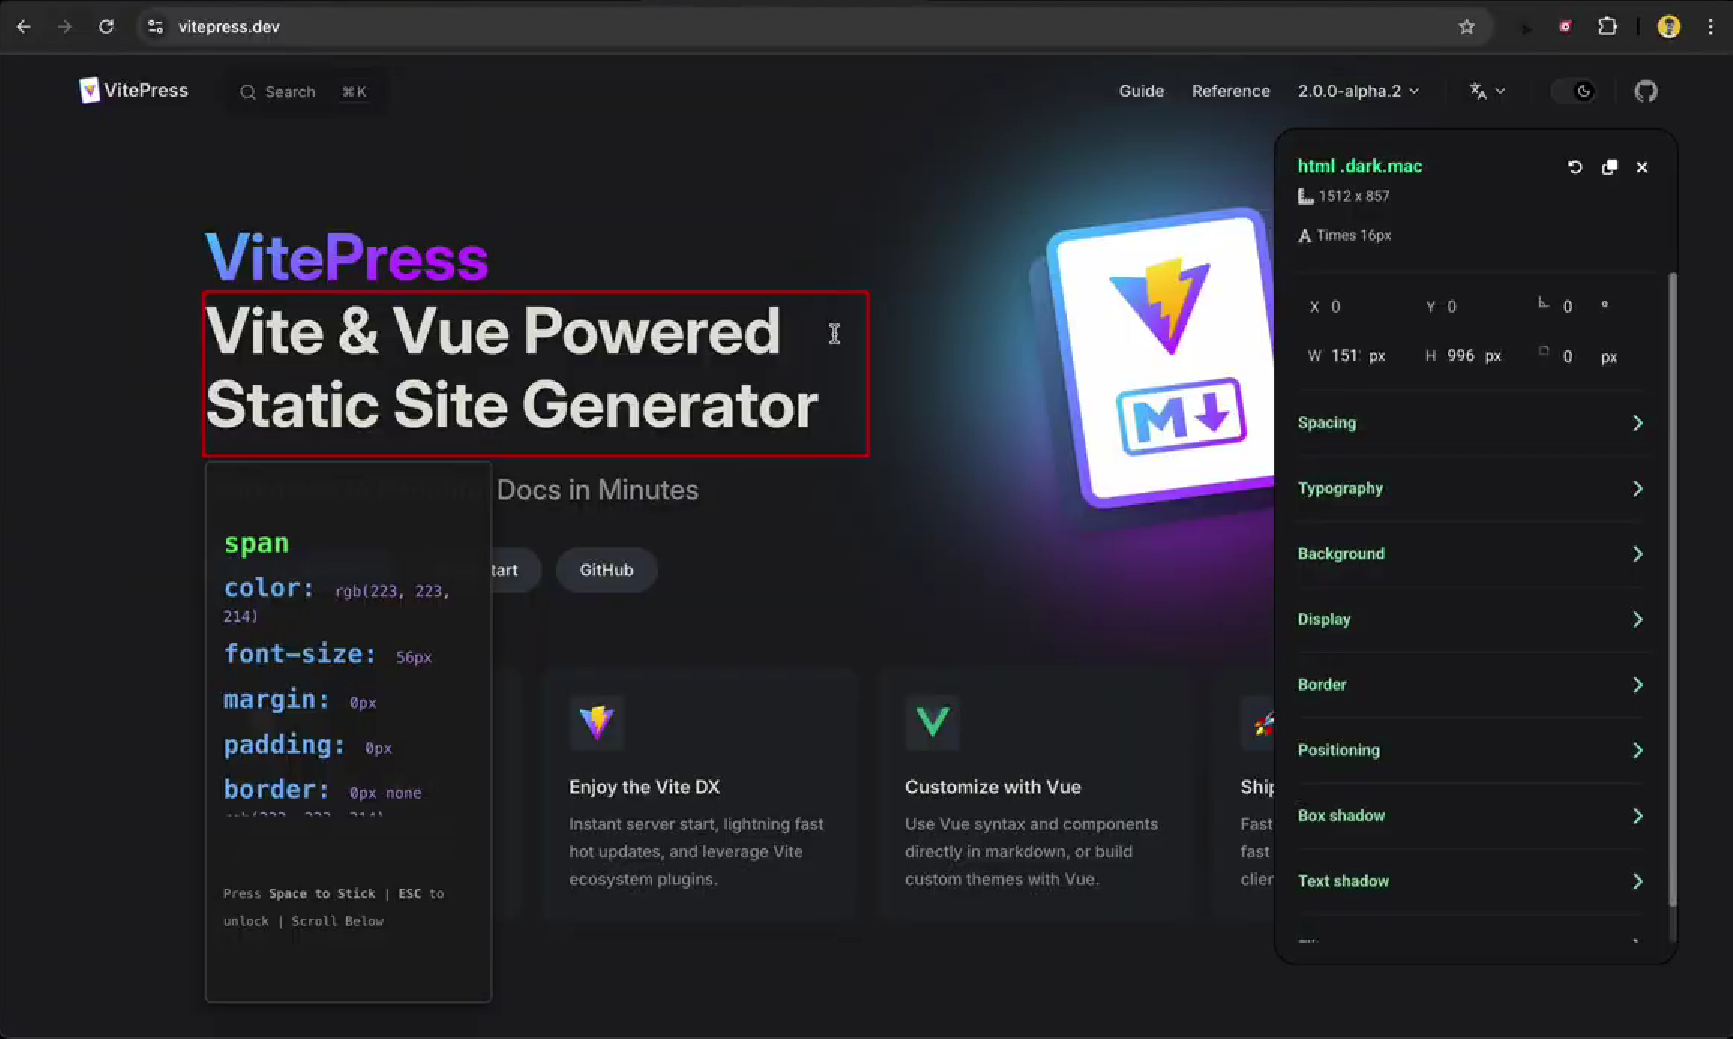 vitepress.dev
VitePress
Search ⌘K
Guide
Reference
2.0.0-alpha.2
VitePress
Vite & Vue Powered
Static Site Generator
Docs in Minutes
tart
GitHub
M
span
color: rgb(223, 223,
214)
font-size: 56px
margin: 0px
padding: 0px
border: 0px none
rgb(223, 223, 214)
Press Space to Stick | ESC to
unlock | Scroll Below
Enjoy the Vite DX
Instant server start, lightning fast
hot updates, and leverage Vite
ecosystem plugins.
Customize with Vue
Use Vue syntax and components
directly in markdown, or build
custom themes with Vue.
Ship
Fast
fast
clien
html .dark.mac
1512 x 857
A Times 16px
X 0 Y 0 0 °
W 151 px H 996 px 0 px
Spacing
Typography
Background
Display
Border
Positioning
Box shadow
Text shadow